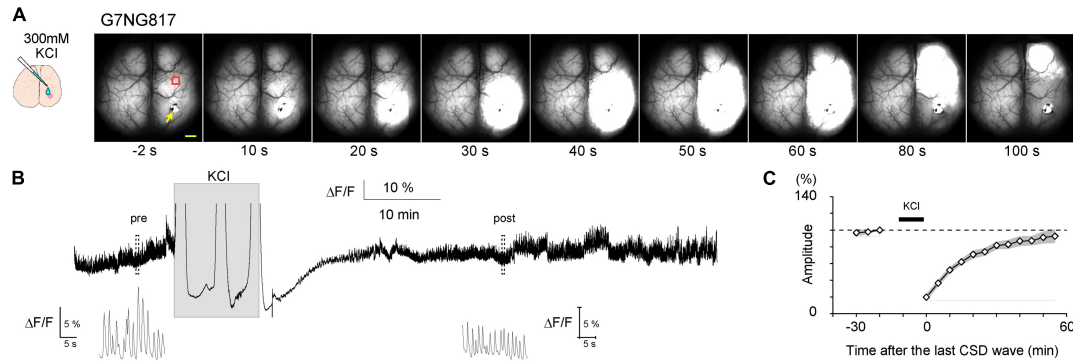 A
G7NG817
300mM
KCl
-2 s
10 s
20 s
30 s
40 s
50 s
60 s
80 s
100 s
B
KCl
ΔF/F
10 %
10 min
pre
post
ΔF/F
5 %
5 s
ΔF/F
5 %
5 s
C
(%)
140
KCl
Amplitude
0
-30
0
60
Time after the last CSD wave (min)